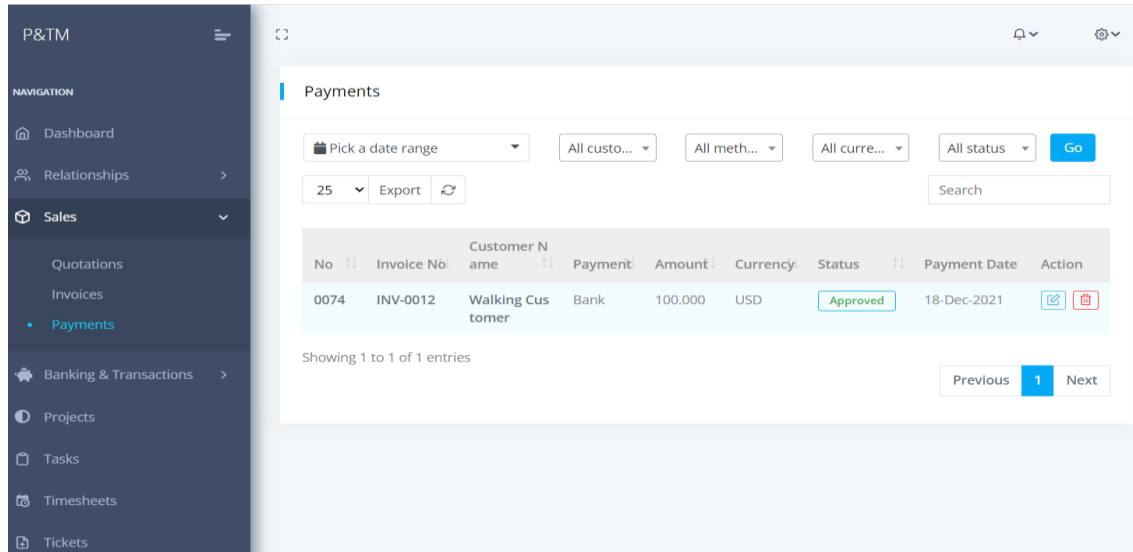 P&TM
NAVIGATION
Dashboard
Relationships
Sales
Quotations
Invoices
Payments
Banking & Transactions
Projects
Tasks
Timesheets
Tickets
Payments
Pick a date range
All custo...
All meth...
All curre...
All status
Go
25
Export
Search
No
Invoice No
Customer N
ame
Payment
Amount
Currency
Status
Payment Date
Action
0074
INV-0012
Walking Cus
tomer
Bank
100.000
USD
Approved
18-Dec-2021
Showing 1 to 1 of 1 entries
Previous
1
Next